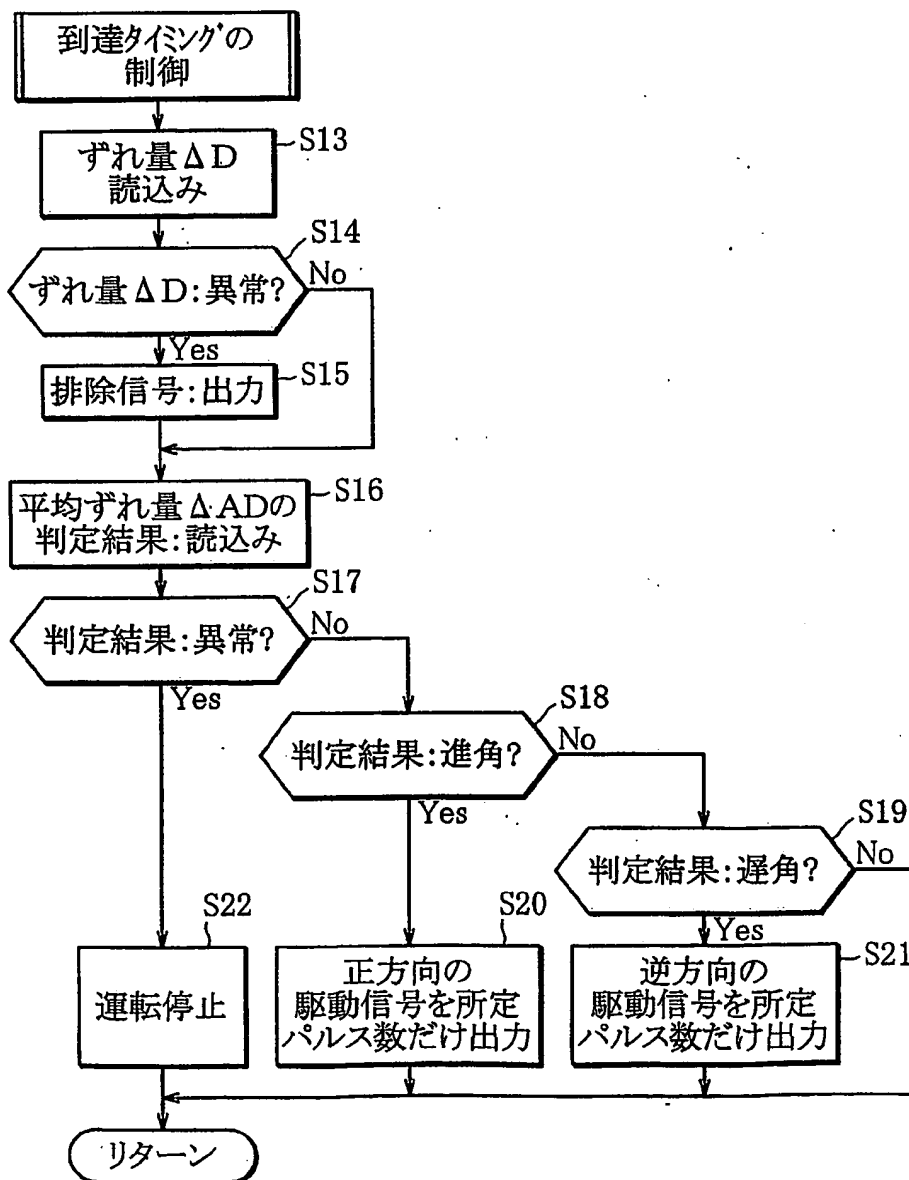 到達タイミングの
制御
S13
ずれ量ΔD
読込み
S14
ずれ量ΔD:異常?
No
Yes
S15
排除信号:出力
S16
平均ずれ量ΔADの
判定結果:読込み
S17
判定結果:異常?
No
Yes
S18
判定結果:進角?
No
Yes
S19
判定結果:遅角?
No
Yes
S22
運転停止
S20
正方向の
駆動信号を所定
パルス数だけ出力
S21
逆方向の
駆動信号を所定
パルス数だけ出力
リターン